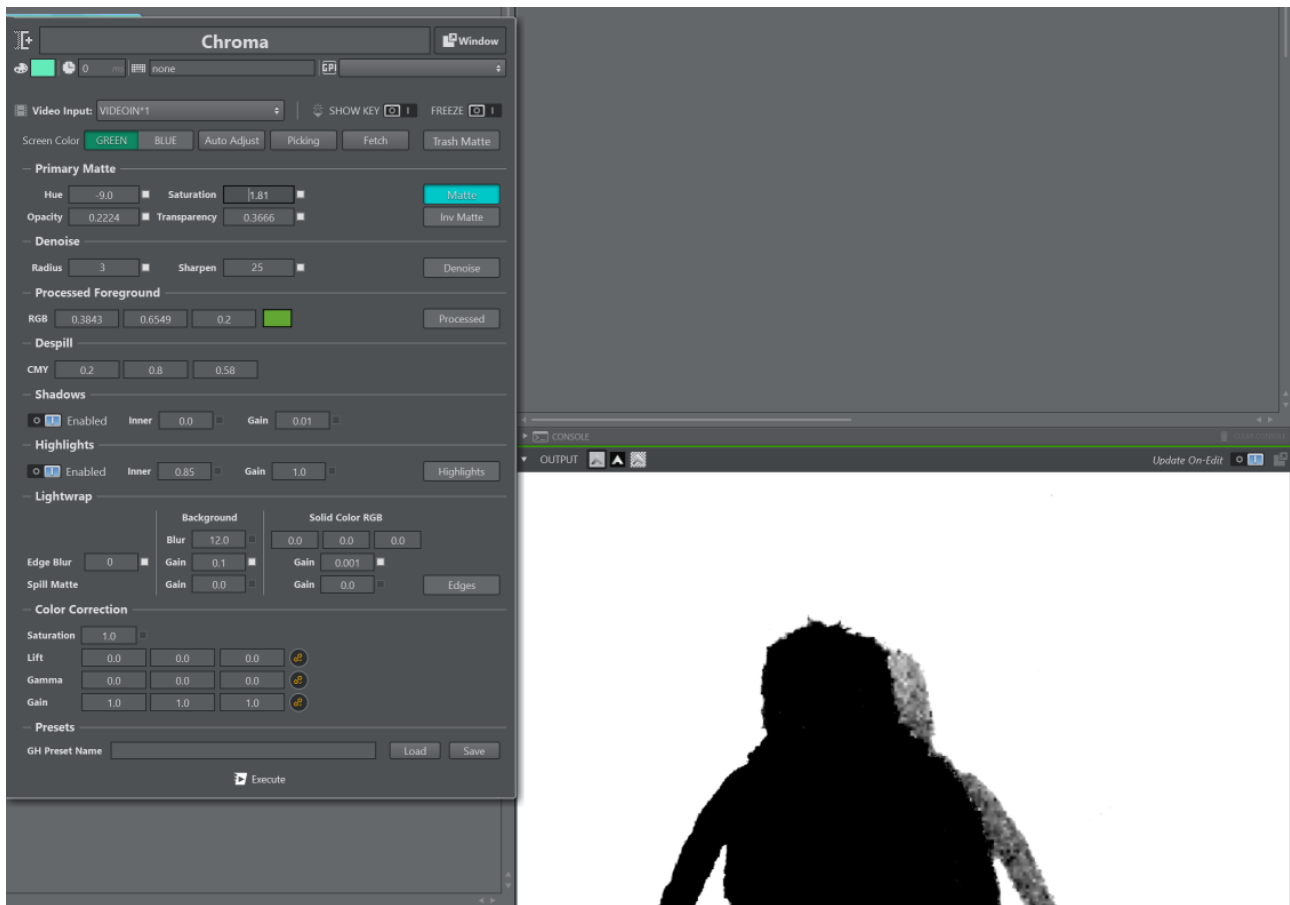 Chroma
Window
0 ms none GPI
Video Input: VIDEOIN*1 SHOW KEY FREEZE
Screen Color GREEN BLUE Auto Adjust Picking Fetch Trash Matte
Primary Matte
Hue -9.0 Saturation 1.81 Matte
Opacity 0.2224 Transparency 0.3666 Inv Matte
Denoise
Radius 3 Sharpen 25 Denoise
Processed Foreground
RGB 0.3843 0.6549 0.2 Processed
Despill
CMY 0.2 0.8 0.58
Shadows
Enabled Inner 0.0 Gain 0.01
Highlights
Enabled Inner 0.85 Gain 1.0 Highlights
Lightwrap
Background Solid Color RGB
Blur 12.0 0.0 0.0 0.0
Edge Blur 0 Gain 0.1 Gain 0.001
Spill Matte Gain 0.0 Gain 0.0 Edges
Color Correction
Saturation 1.0
Lift 0.0 0.0 0.0
Gamma 0.0 0.0 0.0
Gain 1.0 1.0 1.0
Presets
GH Preset Name Load Save
Execute
CONSOLE CLEAR CONSOLE
OUTPUT Update On-Edit